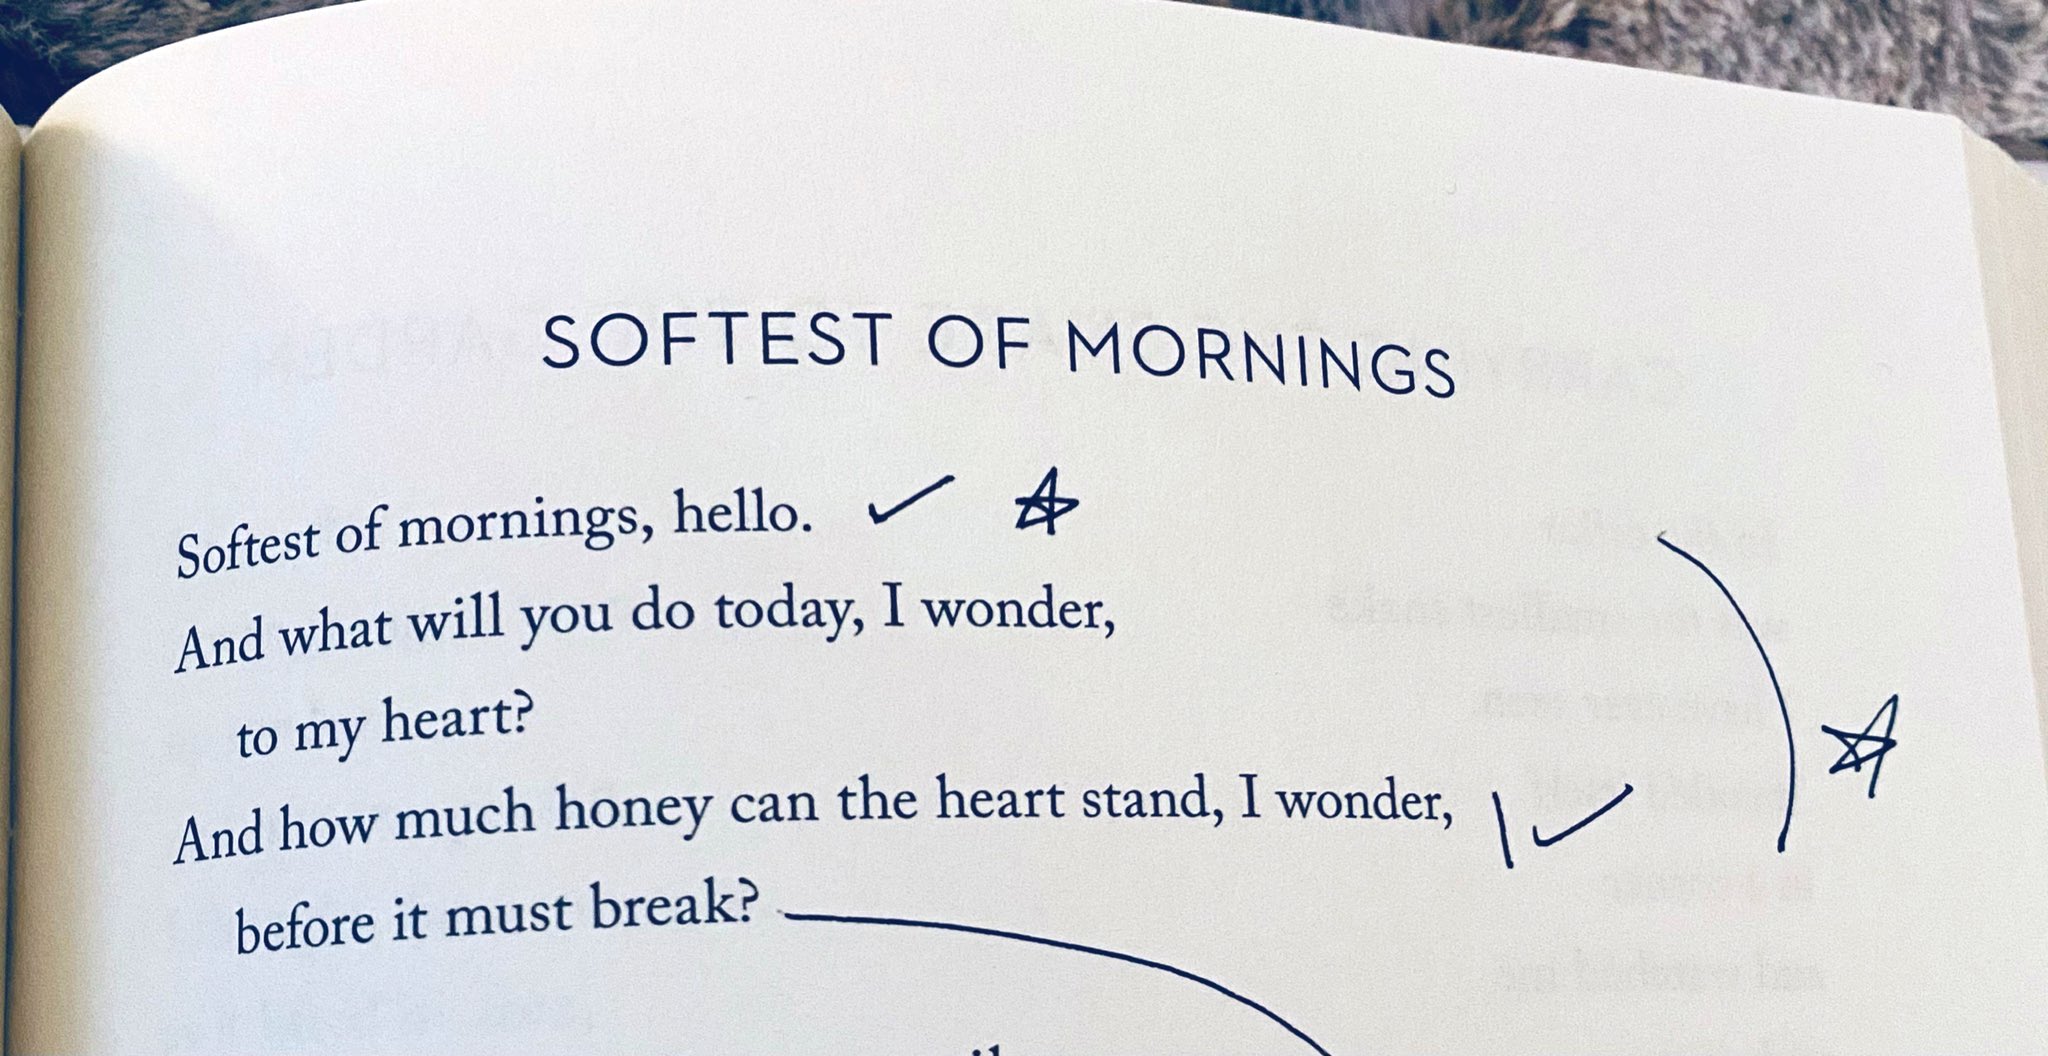 SOFTEST OF MORNINGS
Softest of mornings, hello.
And what will you do today, I wonder,
to my heart?
And how much honey can the heart stand, I wonder,
before it must break?